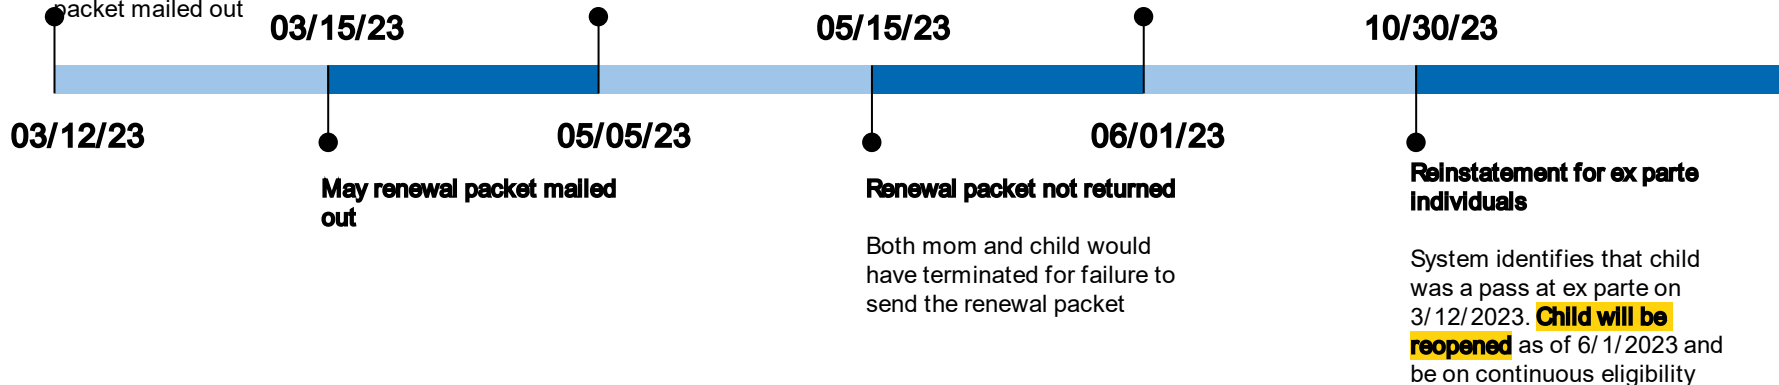 packet mailed out
03/15/23
05/15/23
10/30/23
03/12/23
05/05/23
06/01/23
May renewal packet mailed
out
Renewal packet not returned
Both mom and child would
have terminated for failure to
send the renewal packet
Reinstatement for ex parte
individuals
System identifies that child
was a pass at ex parte on
3/12/2023. Child will be
reopened as of 6/1/2023 and
be on continuous eligibility